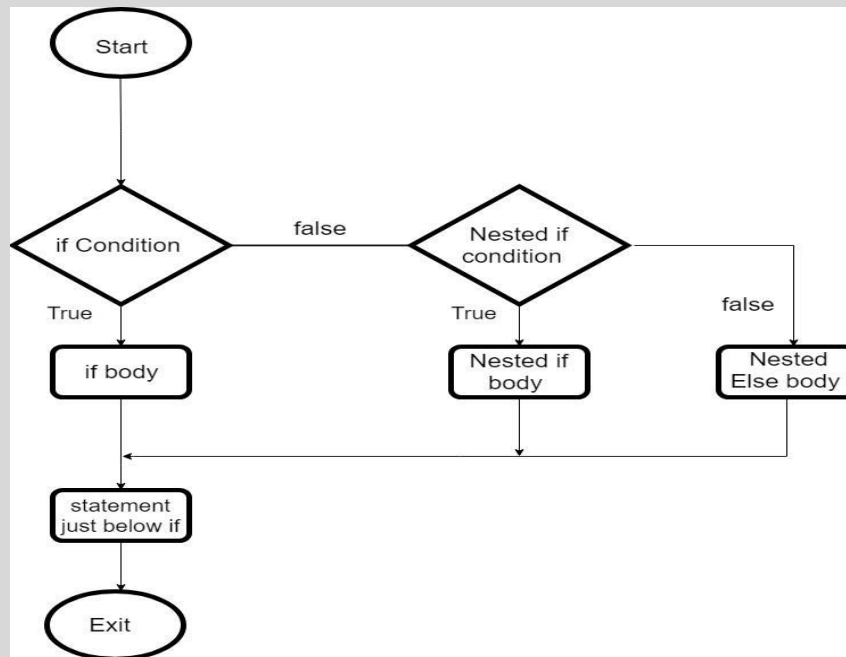 Start
if Condition
false
Nested if
condition
True
True
false
if body
Nested if
body
Nested
Else body
statement
just below if
Exit